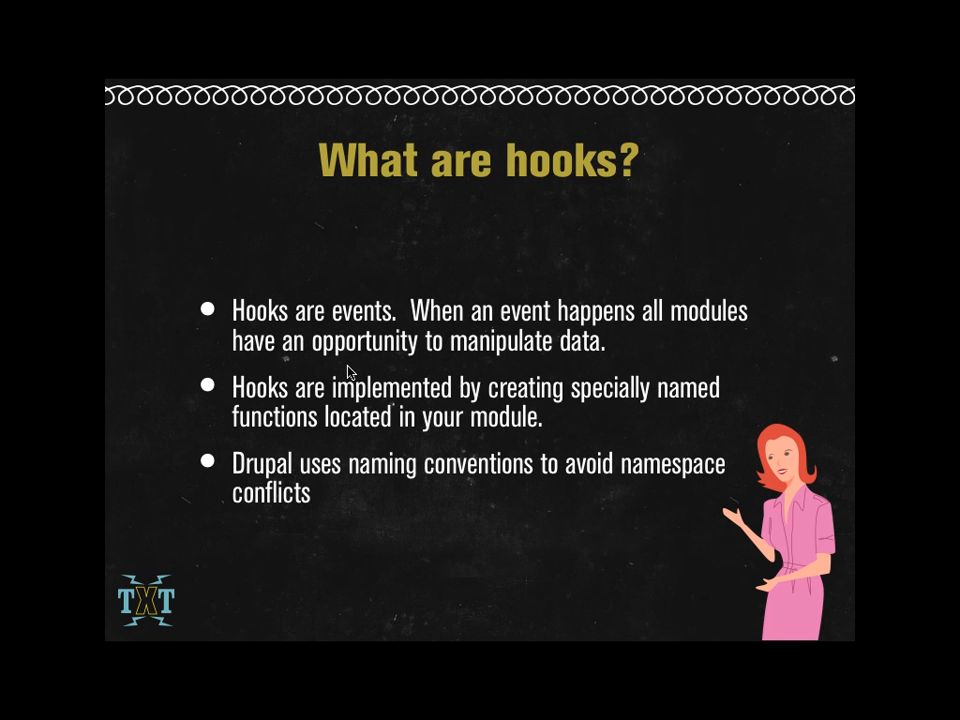 What are hooks?
Hooks are events.  When an event happens all modules
have an opportunity to manipulate data.
Hooks are implemented by creating specially named
functions located in your module.
Drupal uses naming conventions to avoid namespace
conflicts
TXT